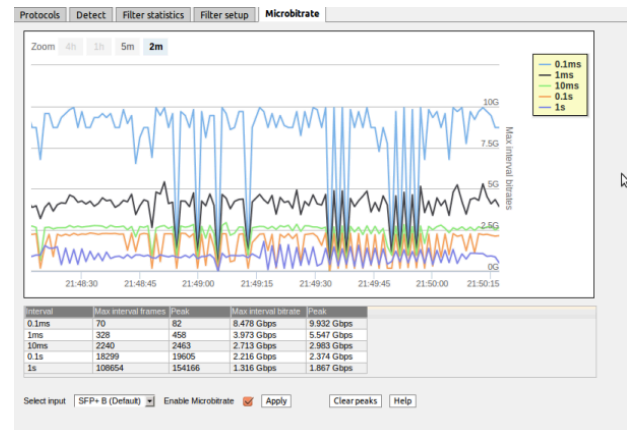 Protocols Detect Filter statistics Filter setup Microbitrate
Zoom 4h 1h 5m 2m
0.1ms
1ms
10ms
0.1s
1s
10G
7.5G
5G
2.5G
0G
Max interval bitrates
21:48:30 21:48:45 21:49:00 21:49:15 21:49:30 21:49:45 21:50:00 21:50:15
Interval Max interval frames Peak Max interval bitrate Peak
0.1ms 70 82 8.478 Gbps 9.932 Gbps
1ms 328 458 3.973 Gbps 5.547 Gbps
10ms 2240 2463 2.713 Gbps 2.983 Gbps
0.1s 18299 19605 2.216 Gbps 2.374 Gbps
1s 108654 154166 1.316 Gbps 1.867 Gbps
Select input SFP+ B (Default) Enable Microbitrate Apply Clear peaks Help